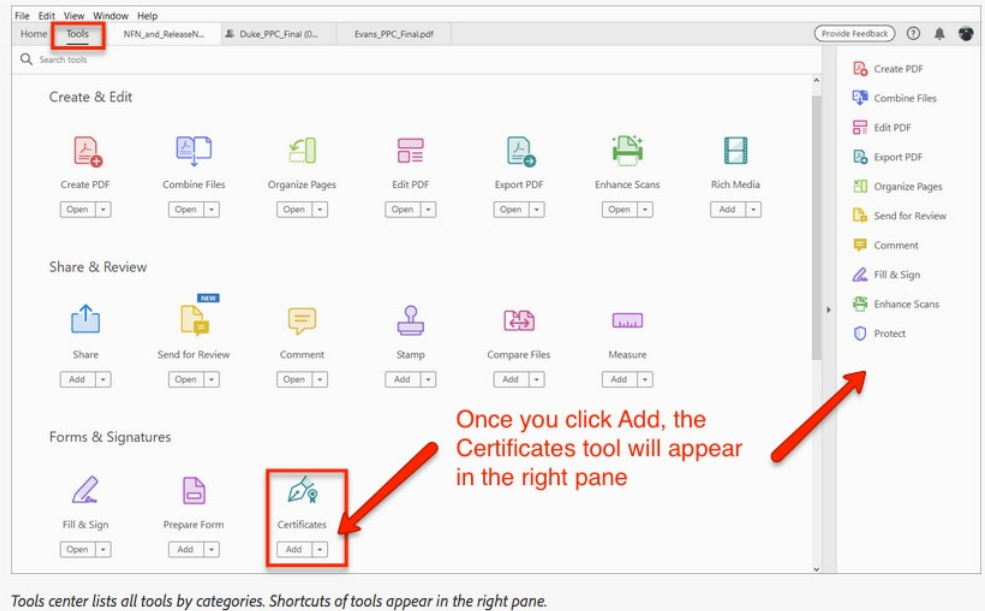 File Edit View Window Help
Home Tools NFN_and_ReleaseN... Duke_PPC_Final (0... Evans_PPC_Final.pdf Provide Feedback
Search tools
Create & Edit
Create PDF Combine Files Organize Pages Edit PDF Export PDF Enhance Scans Rich Media
Open Open Open Open Open Open Add
Share & Review
NEW
Share Send for Review Comment Stamp Compare Files Measure
Add Open Open Add Add Add
Once you click Add, the
Certificates tool will appear
in the right pane
Forms & Signatures
Fill & Sign Prepare Form Certificates
Open Add Add
Create PDF
Combine Files
Edit PDF
Export PDF
Organize Pages
Send for Review
Comment
Fill & Sign
Enhance Scans
Protect
Tools center lists all tools by categories. Shortcuts of tools appear in the right pane.